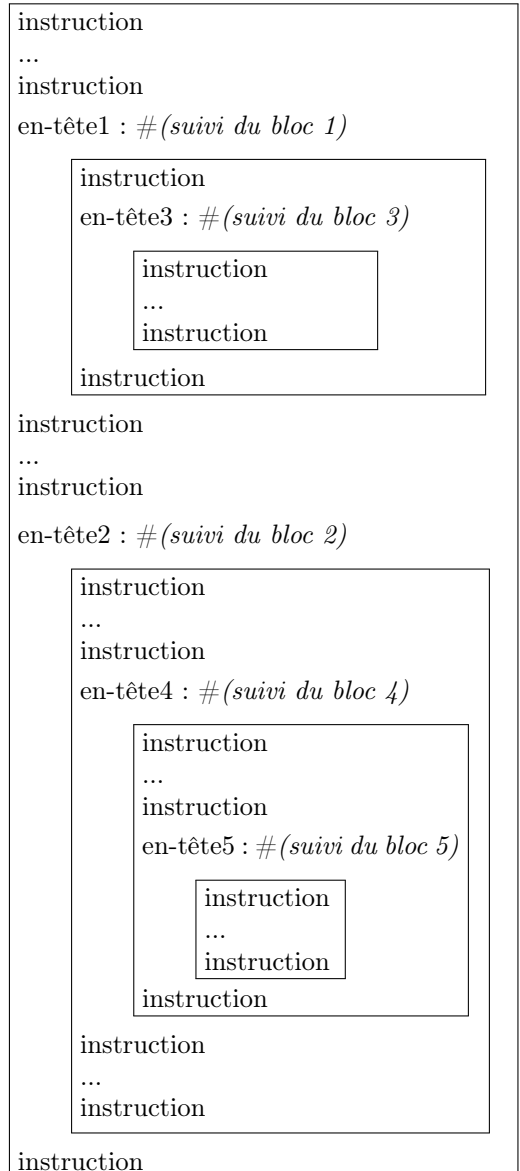 instruction
...
instruction
en-tête1 : #(suivi du bloc 1)
instruction
en-tête3 : #(suivi du bloc 3)
instruction
...
instruction
instruction
instruction
...
instruction
en-tête2 : #(suivi du bloc 2)
instruction
...
instruction
en-tête4 : #(suivi du bloc 4)
instruction
...
instruction
en-tête5 : #(suivi du bloc 5)
instruction
...
instruction
instruction
instruction
...
instruction
instruction